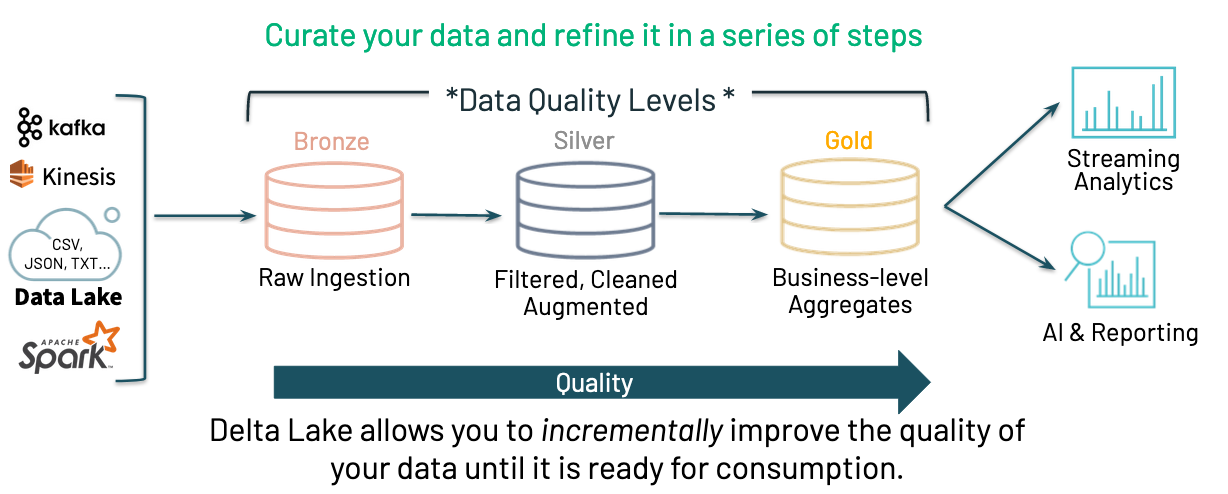 Curate your data and refine it in a series of steps
*Data Quality Levels *
kafka
Kinesis
CSV,
JSON, TXT...
Data Lake
APACHE
Spark™
Bronze
Raw Ingestion
Silver
Filtered, Cleaned
Augmented
Gold
Business-level
Aggregates
Streaming
Analytics
AI & Reporting
Quality
Delta Lake allows you to incrementally improve the quality of
your data until it is ready for consumption.